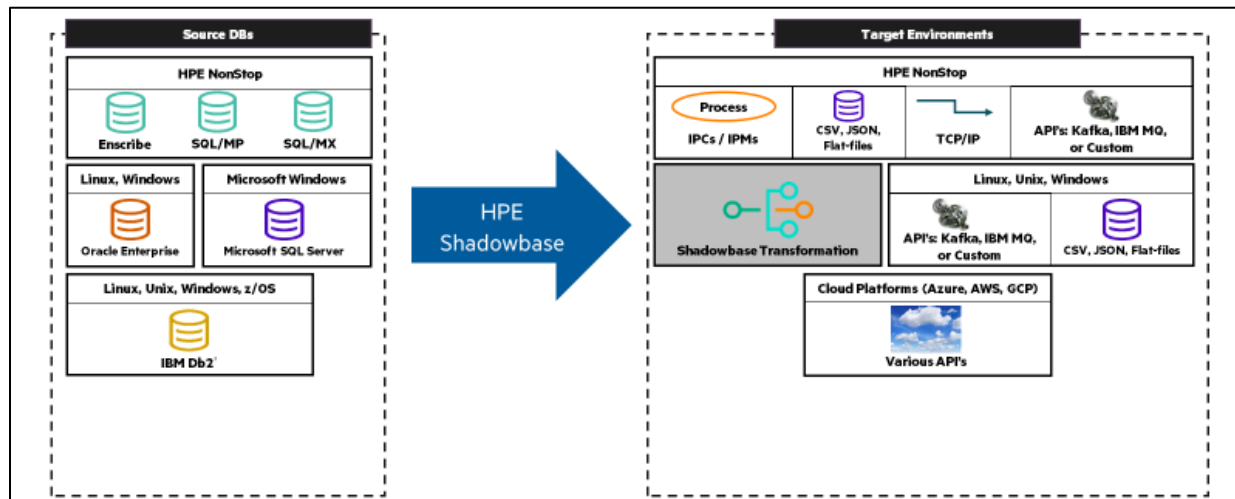 Source DBs
HPE NonStop
Enscribe
SQL/MP
SQL/MX
Linux, Windows
Oracle Enterprise
Microsoft Windows
Microsoft SQL Server
Linux, Unix, Windows, z/OS
IBM Db2
HPE
Shadowbase
Target Environments
HPE NonStop
Process
IPCs / IPMs
CSV, JSON,
Flat-files
TCP/IP
API's: Kafka, IBM MQ,
or Custom
Shadowbase Transformation
Linux, Unix, Windows
API's: Kafka, IBM MQ,
or Custom
CSV, JSON, Flat-files
Cloud Platforms (Azure, AWS, GCP)
Various API's